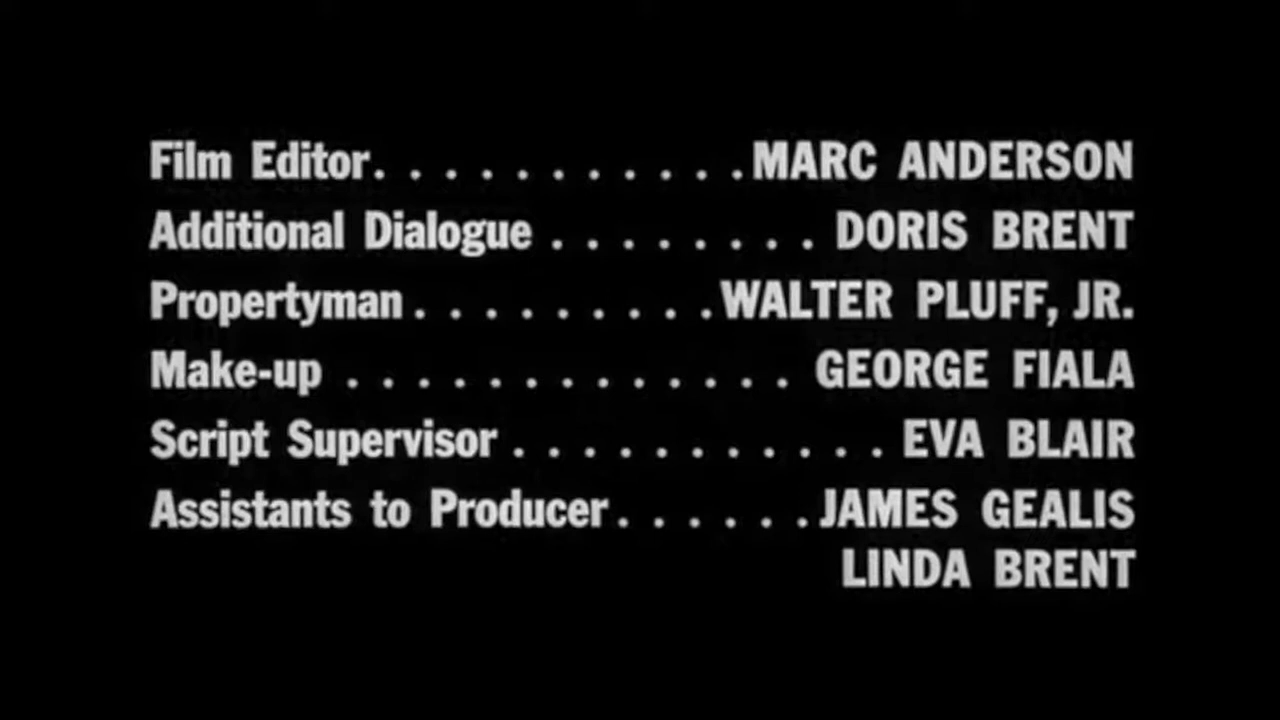 Film Editor. . . . . . . . . . . MARC ANDERSON
Additional Dialogue . . . . . . . . DORIS BRENT
Propertyman . . . . . . . . . WALTER PLUFF, JR.
Make-up . . . . . . . . . . . . . GEORGE FIALA
Script Supervisor . . . . . . . . . . . EVA BLAIR
Assistants to Producer . . . . . . JAMES GEALIS
LINDA BRENT